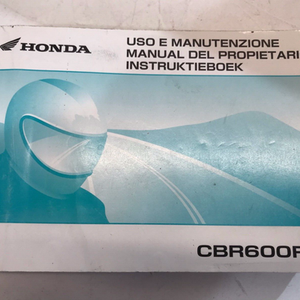 HONDA
USO E MANUTENZIONE
MANUAL DEL PROPIETARI
INSTRUKTIEBOEK
CBR600F